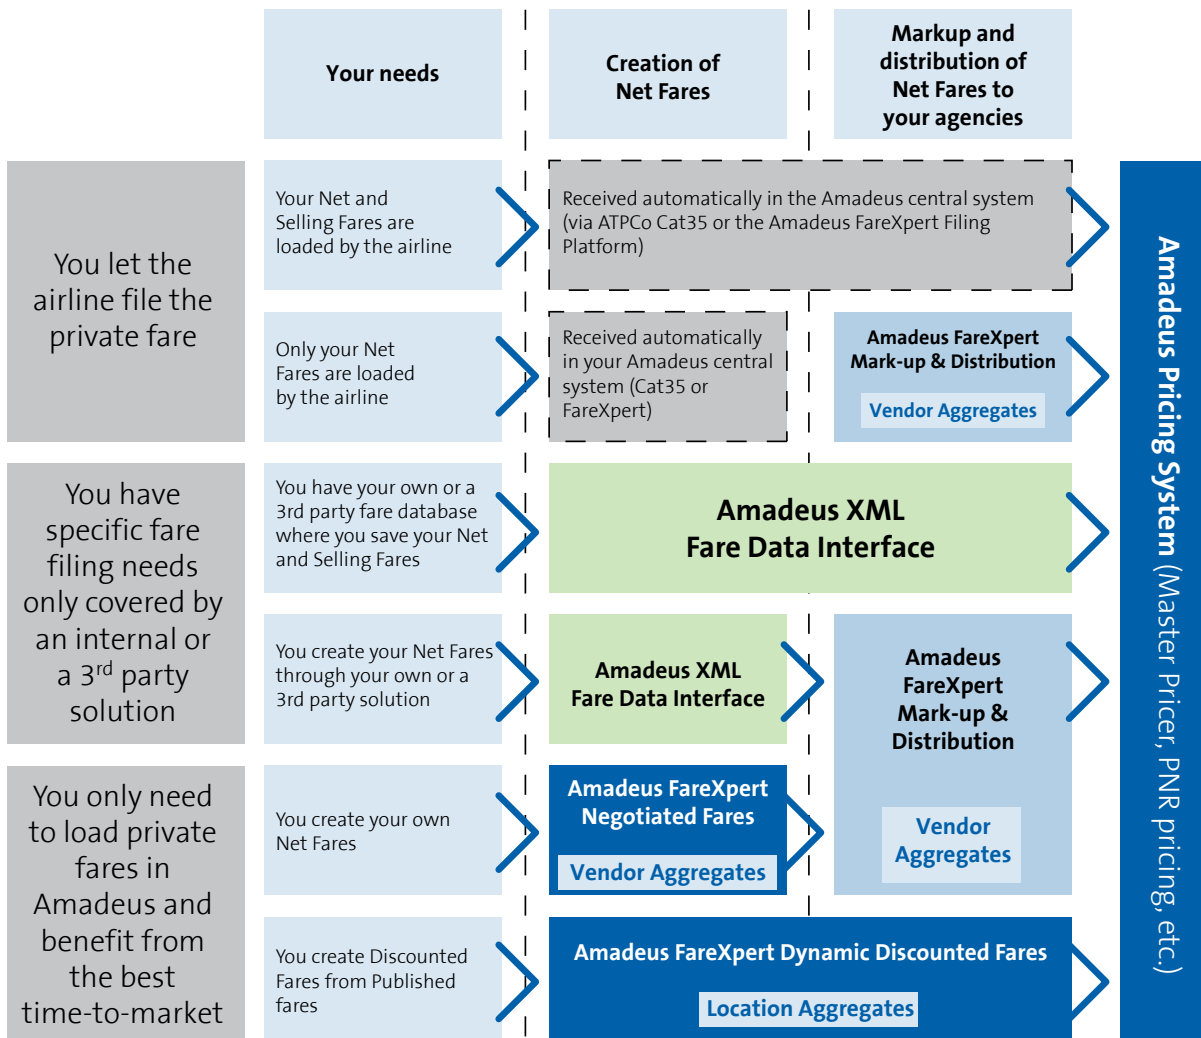 Your needs
Creation of
Net Fares
Markup and
distribution of
Net Fares to
your agencies
You let the
airline file the
private fare
Your Net and
Selling Fares are
loaded by the airline
Received automatically in the Amadeus central system
(via ATPCo Cat35 or the Amadeus FareXpert Filing
Platform)
Only your Net
Fares are loaded
by the airline
Received automatically
in your Amadeus central
system (Cat35 or
FareXpert)
Amadeus FareXpert
Mark-up & Distribution
Vendor Aggregates
You have
specific fare
filing needs
only covered by
an internal or
a 3rd party
solution
You have your own or a
3rd party fare database
where you save your Net
and Selling Fares
Amadeus XML
Fare Data Interface
You create your Net Fares
through your own or a
3rd party solution
Amadeus XML
Fare Data Interface
Amadeus
FareXpert
Mark-up &
Distribution
Vendor
Aggregates
You only need
to load private
fares in
Amadeus and
benefit from
the best
time-to-market
You create your own
Net Fares
Amadeus FareXpert
Negotiated Fares
Vendor Aggregates
You create Discounted
Fares from Published
fares
Amadeus FareXpert Dynamic Discounted Fares
Location Aggregates
Amadeus Pricing System (Master Pricer, PNR pricing, etc.)